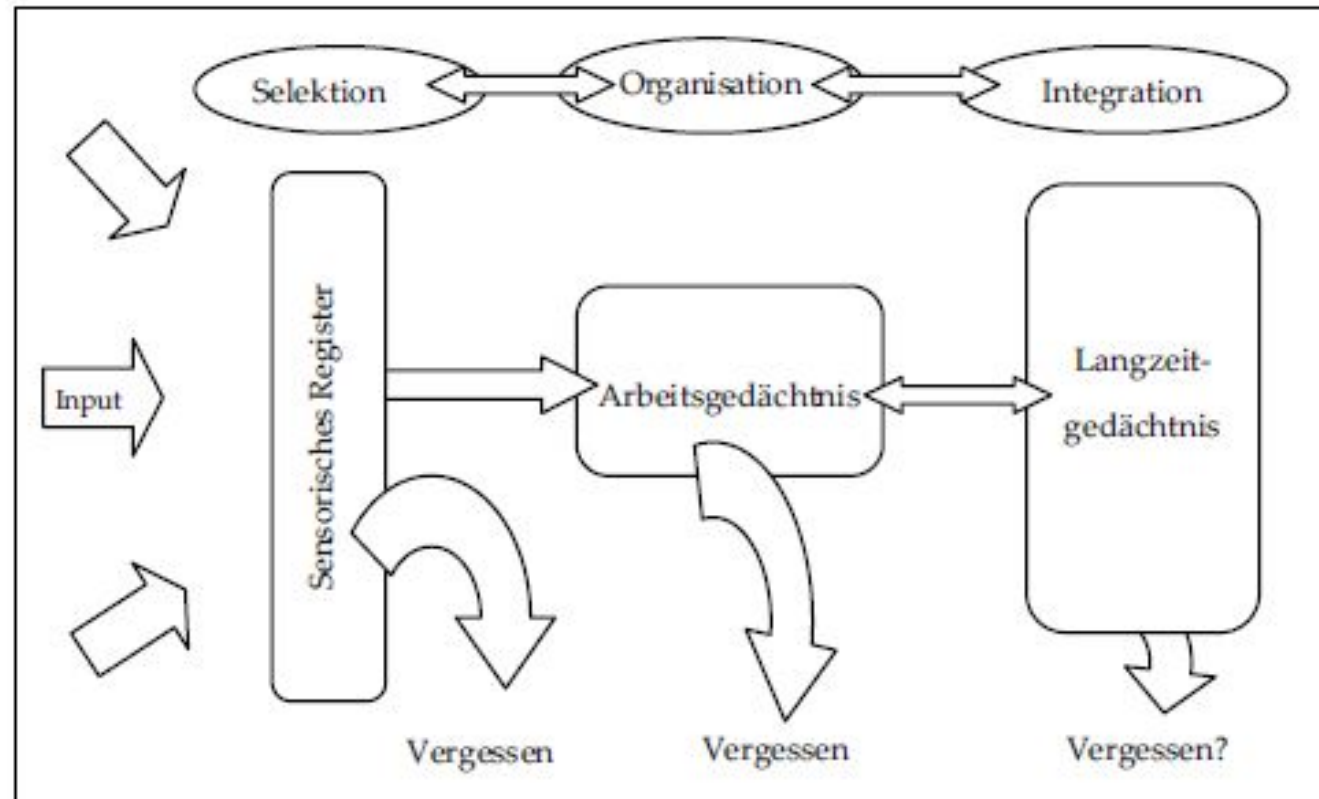 Selektion
Organisation
Integration
Input
Sensorisches Register
Arbeitsgedächtnis
Langzeit-
gedächtnis
Vergessen
Vergessen
Vergessen?